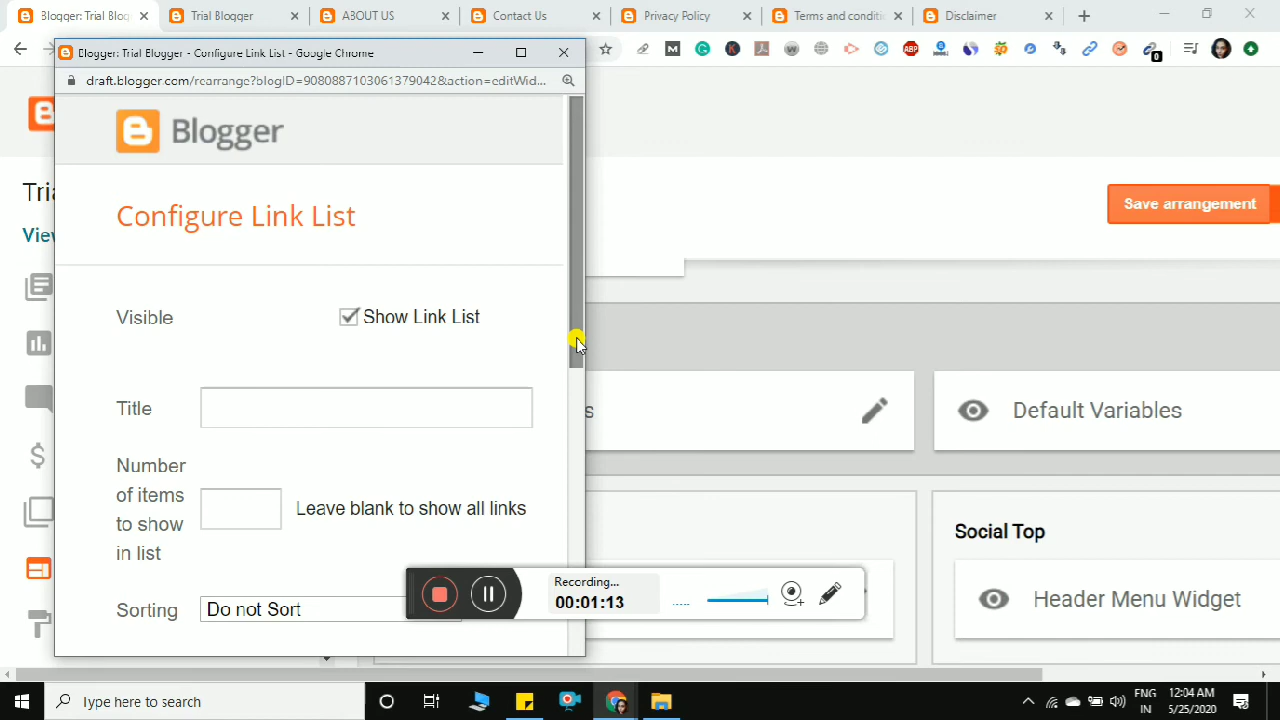 Blogger: Trial Blog
Trial Blogger
ABOUT US
Contact Us
Privacy Policy
Terms and conditi
Disclaimer
Blogger: Trial Blogger - Configure Link List - Google Chrome
draft.blogger.com/rearrange?blogID=9080887103061379042&action=editWid...
Blogger
Configure Link List
Visible
Show Link List
Title
Number
of items
to show
in list
Leave blank to show all links
Sorting
Do not Sort
Save arrangement
Default Variables
Social Top
Header Menu Widget
Recording...
00:01:13
Type here to search
ENG
IN
12:04 AM
5/25/2020